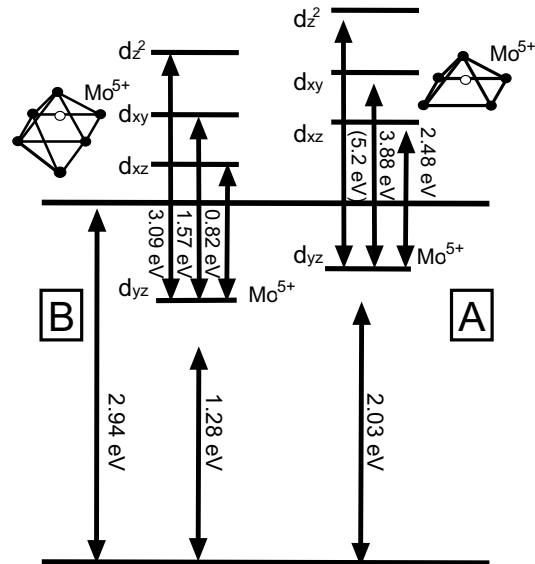 dz²
dz²
Mo⁵⁺
Mo⁵⁺
dxy
dxy
dxz
dxz
3.09 eV
1.57 eV
0.82 eV
(5.2 eV)
3.88 eV
2.48 eV
dyz
Mo⁵⁺
dyz
Mo⁵⁺
B
A
2.94 eV
1.28 eV
2.03 eV